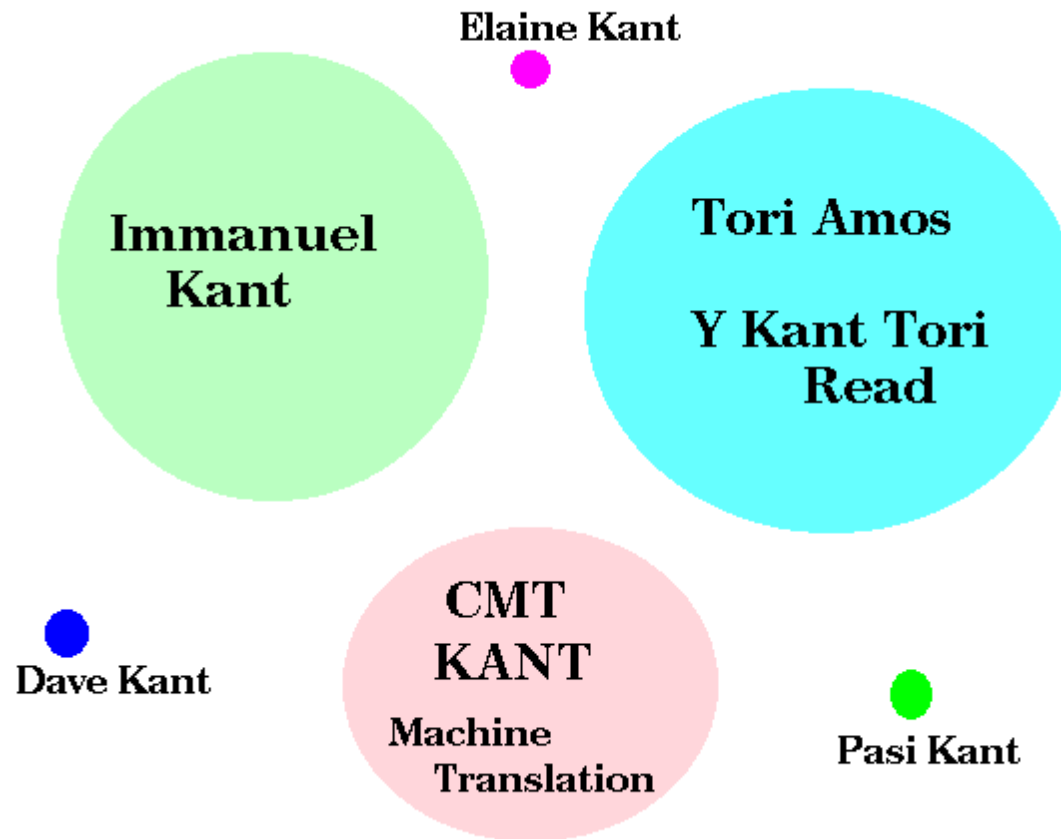 Elaine Kant
Immanuel
Kant
Tori Amos
Y Kant Tori
Read
CMT
KANT
Machine
Translation
Dave Kant
Pasi Kant